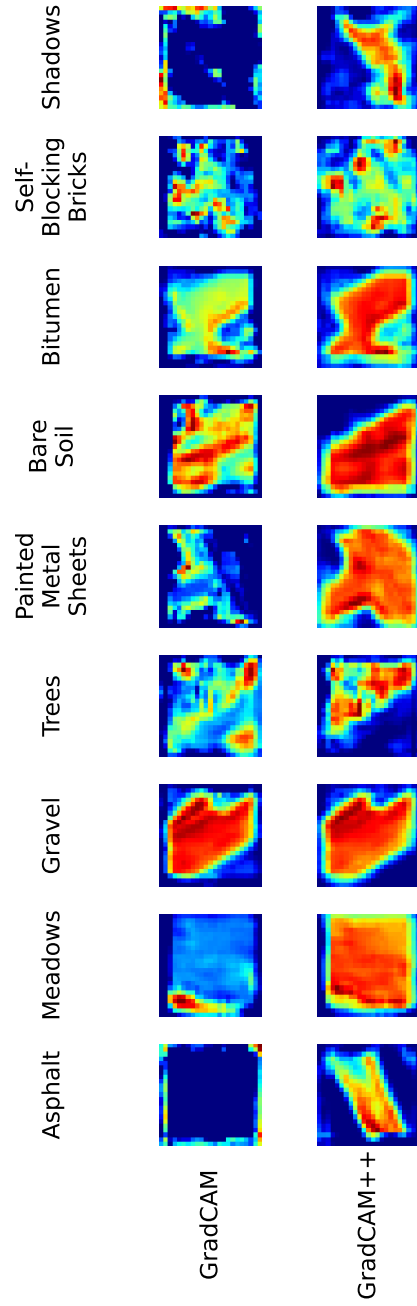 Asphalt
Meadows
Gravel
Trees
Painted
Metal
Sheets
Bare
Soil
Bitumen
Self-
Blocking
Bricks
Shadows
GradCAM
GradCAM++